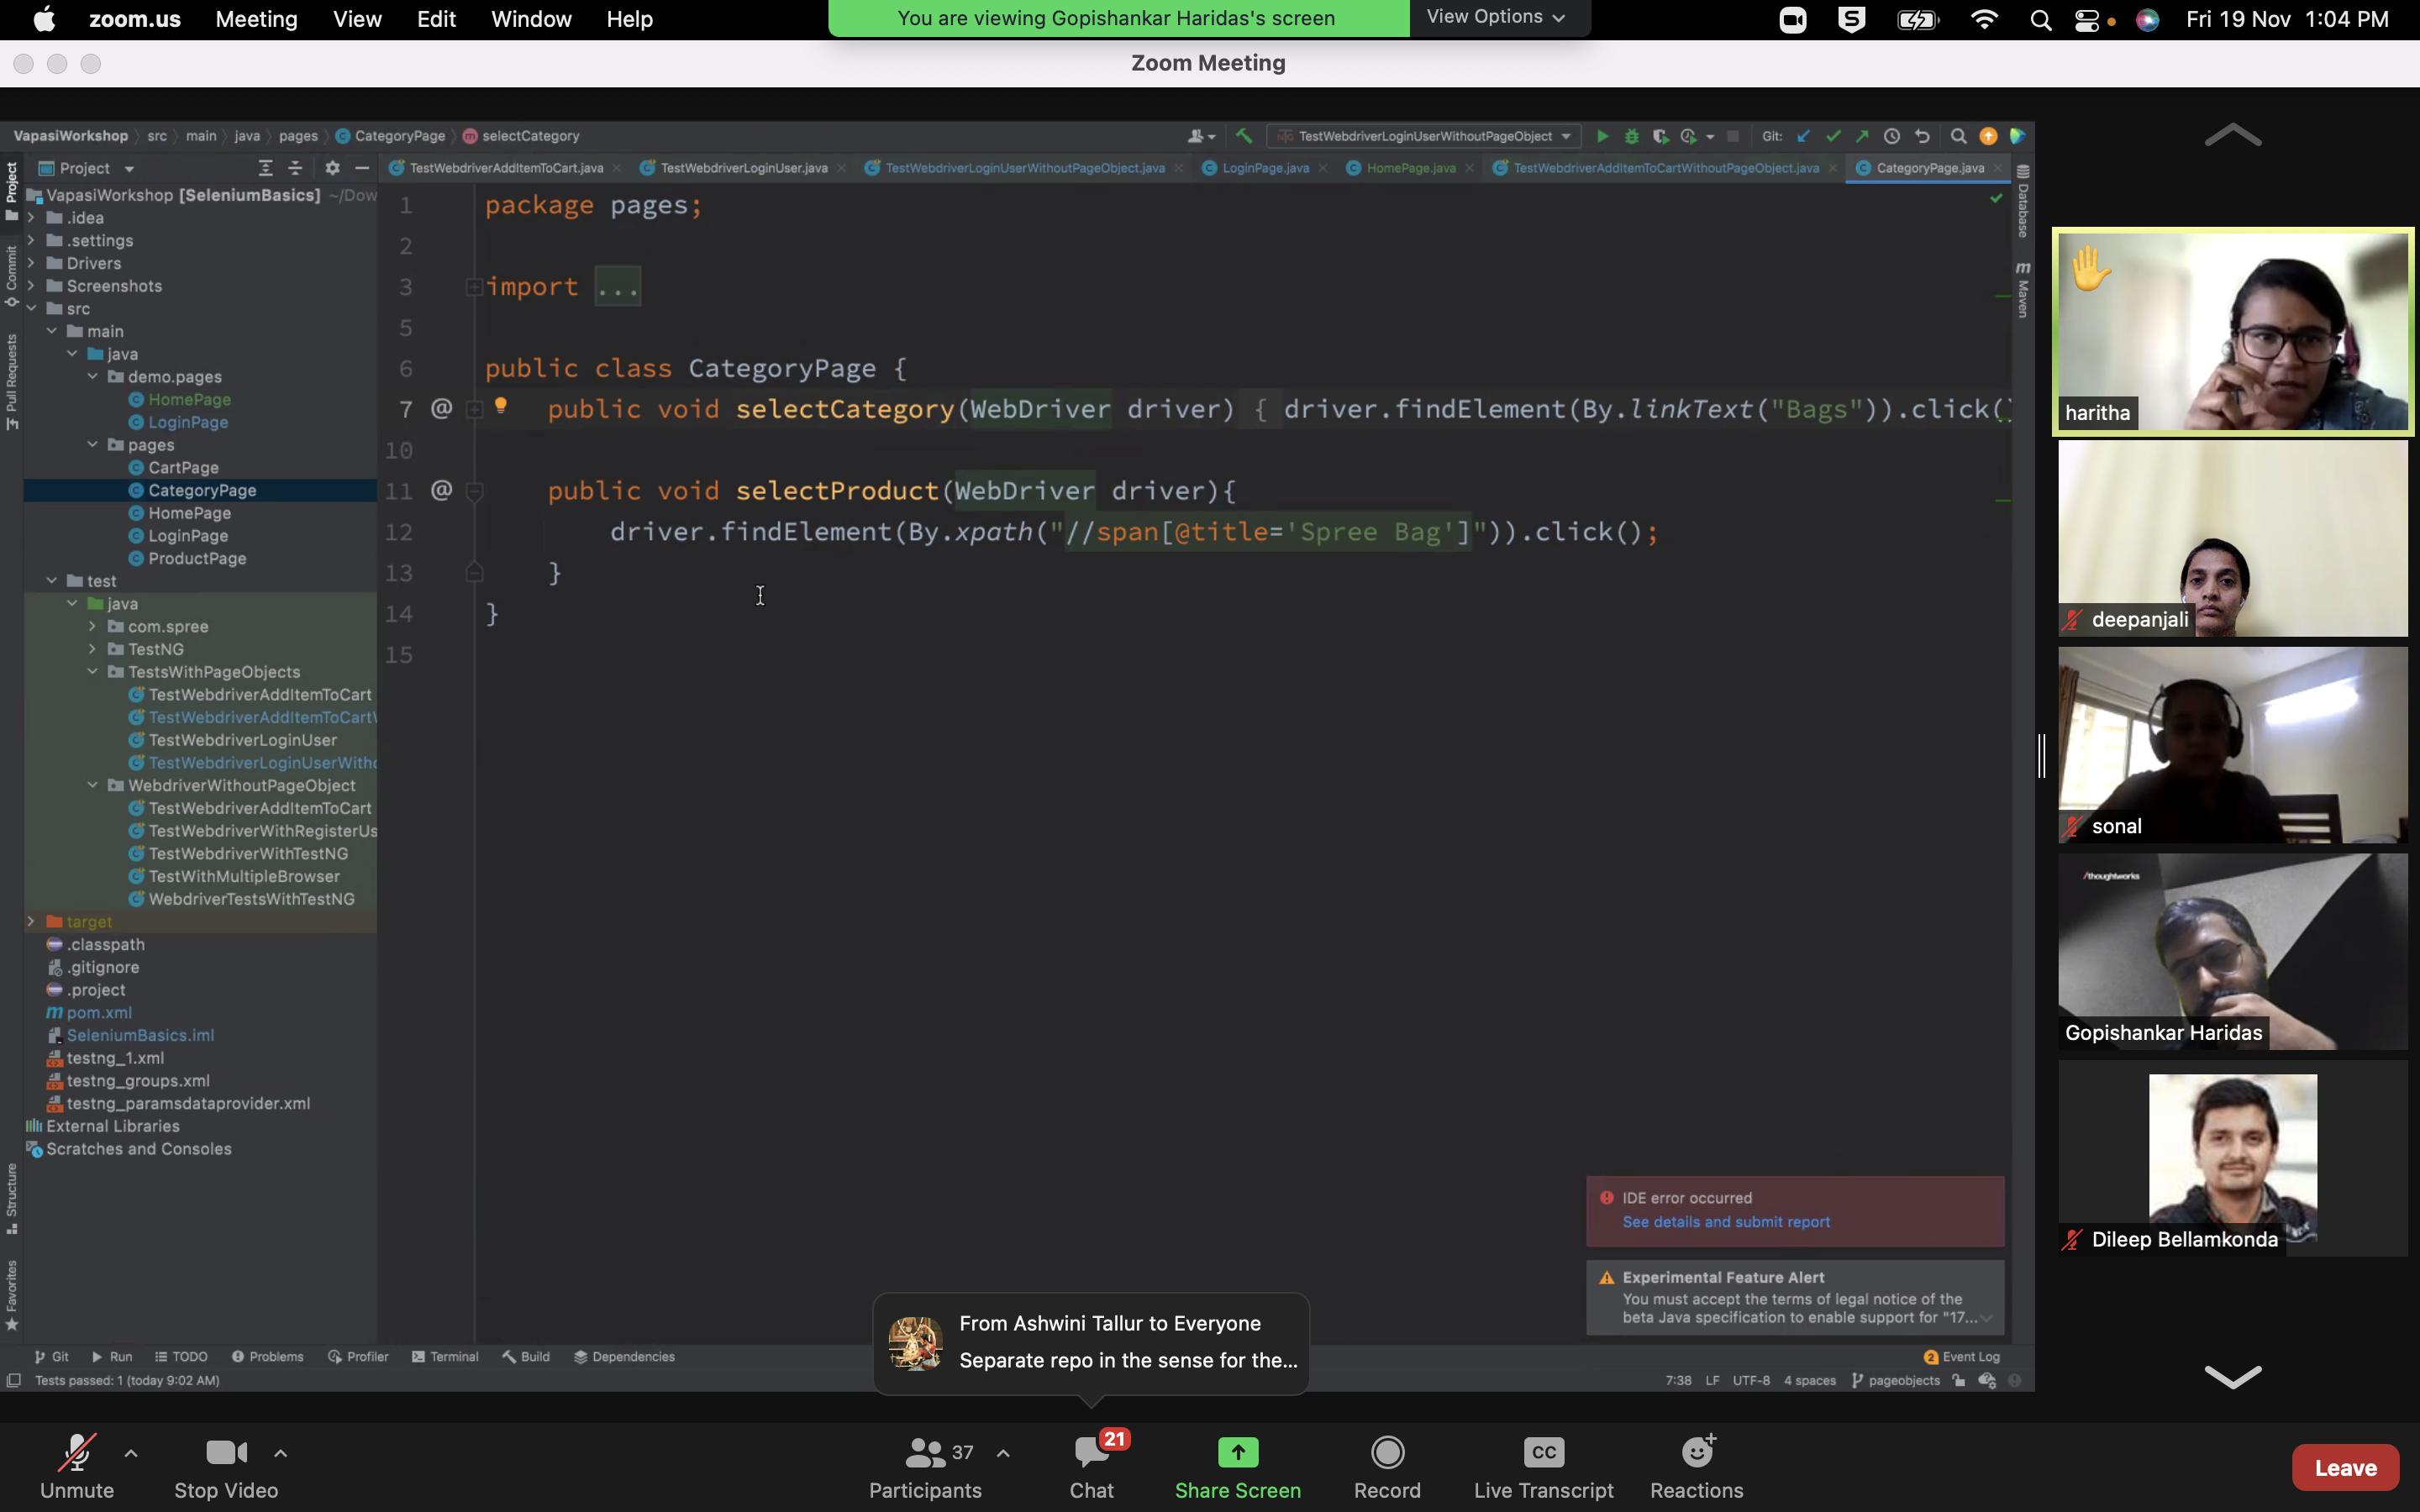 zoom.us Meeting View Edit Window Help
You are viewing Gopishankar Haridas's screen View Options
Fri 19 Nov 1:04 PM
Zoom Meeting
VapasiWorkshop src main java pages CategoryPage selectCategory
TestWebdriverLoginUserWithoutPageObject Git:
Project
TestWebdriverAddItemToCart.java TestWebdriverLoginUser.java TestWebdriverLoginUserWithoutPageObject.java LoginPage.java HomePage.java TestWebdriverAddItemToCartWithoutPageObject.java CategoryPage.java
Project
Commit
Pull Requests
Structure
Favorites
VapasiWorkshop [SeleniumBasics] ~/Dow
.idea
.settings
Drivers
Screenshots
src
main
java
demo.pages
HomePage
LoginPage
pages
CartPage
CategoryPage
HomePage
LoginPage
ProductPage
test
java
com.spree
TestNG
TestsWithPageObjects
TestWebdriverAddItemToCart
TestWebdriverAddItemToCart
TestWebdriverLoginUser
TestWebdriverLoginUserWitho
WebdriverWithoutPageObject
TestWebdriverAddItemToCart
TestWebdriverWithRegisterUs
TestWebdriverWithTestNG
TestWithMultipleBrowser
WebdriverTestsWithTestNG
target
.classpath
.gitignore
.project
pom.xml
SeleniumBasics.iml
testng_1.xml
testng_groups.xml
testng_paramsdataprovider.xml
External Libraries
Scratches and Consoles
1 package pages;
2
3 import ...
5
6 public class CategoryPage {
7 @ public void selectCategory(WebDriver driver) { driver.findElement(By.linkText("Bags")).click()
10
11 @ public void selectProduct(WebDriver driver){
12 driver.findElement(By.xpath("//span[@title='Spree Bag']")).click();
13 }
14 }
15
Database
Maven
haritha
deepanjali
sonal
/thoughtworks
Gopishankar Haridas
Dileep Bellamkonda
IDE error occurred
See details and submit report
Experimental Feature Alert
You must accept the terms of legal notice of the
beta Java specification to enable support for "17...
From Ashwini Tallur to Everyone
Separate repo in the sense for the...
Git Run TODO Problems Profiler Terminal Build Dependencies
2 Event Log
Tests passed: 1 (today 9:02 AM)
7:38 LF UTF-8 4 spaces pageobjects
37 21 CC
Unmute Stop Video Participants Chat Share Screen Record Live Transcript Reactions Leave